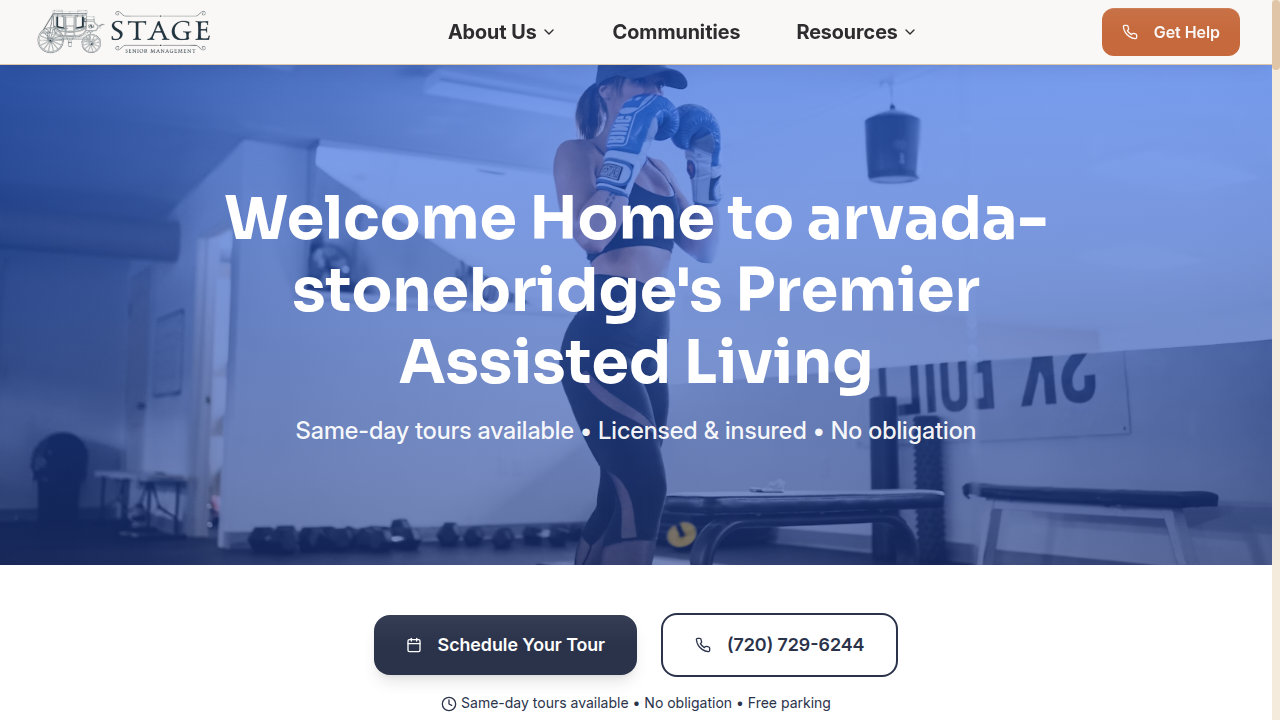 STAGE
SENIOR MANAGEMENT
About Us
Communities
Resources
Get Help
Welcome Home to arvada-
stonebridge's Premier
Assisted Living
Same-day tours available • Licensed & insured • No obligation
Schedule Your Tour
(720) 729-6244
Same-day tours available • No obligation • Free parking